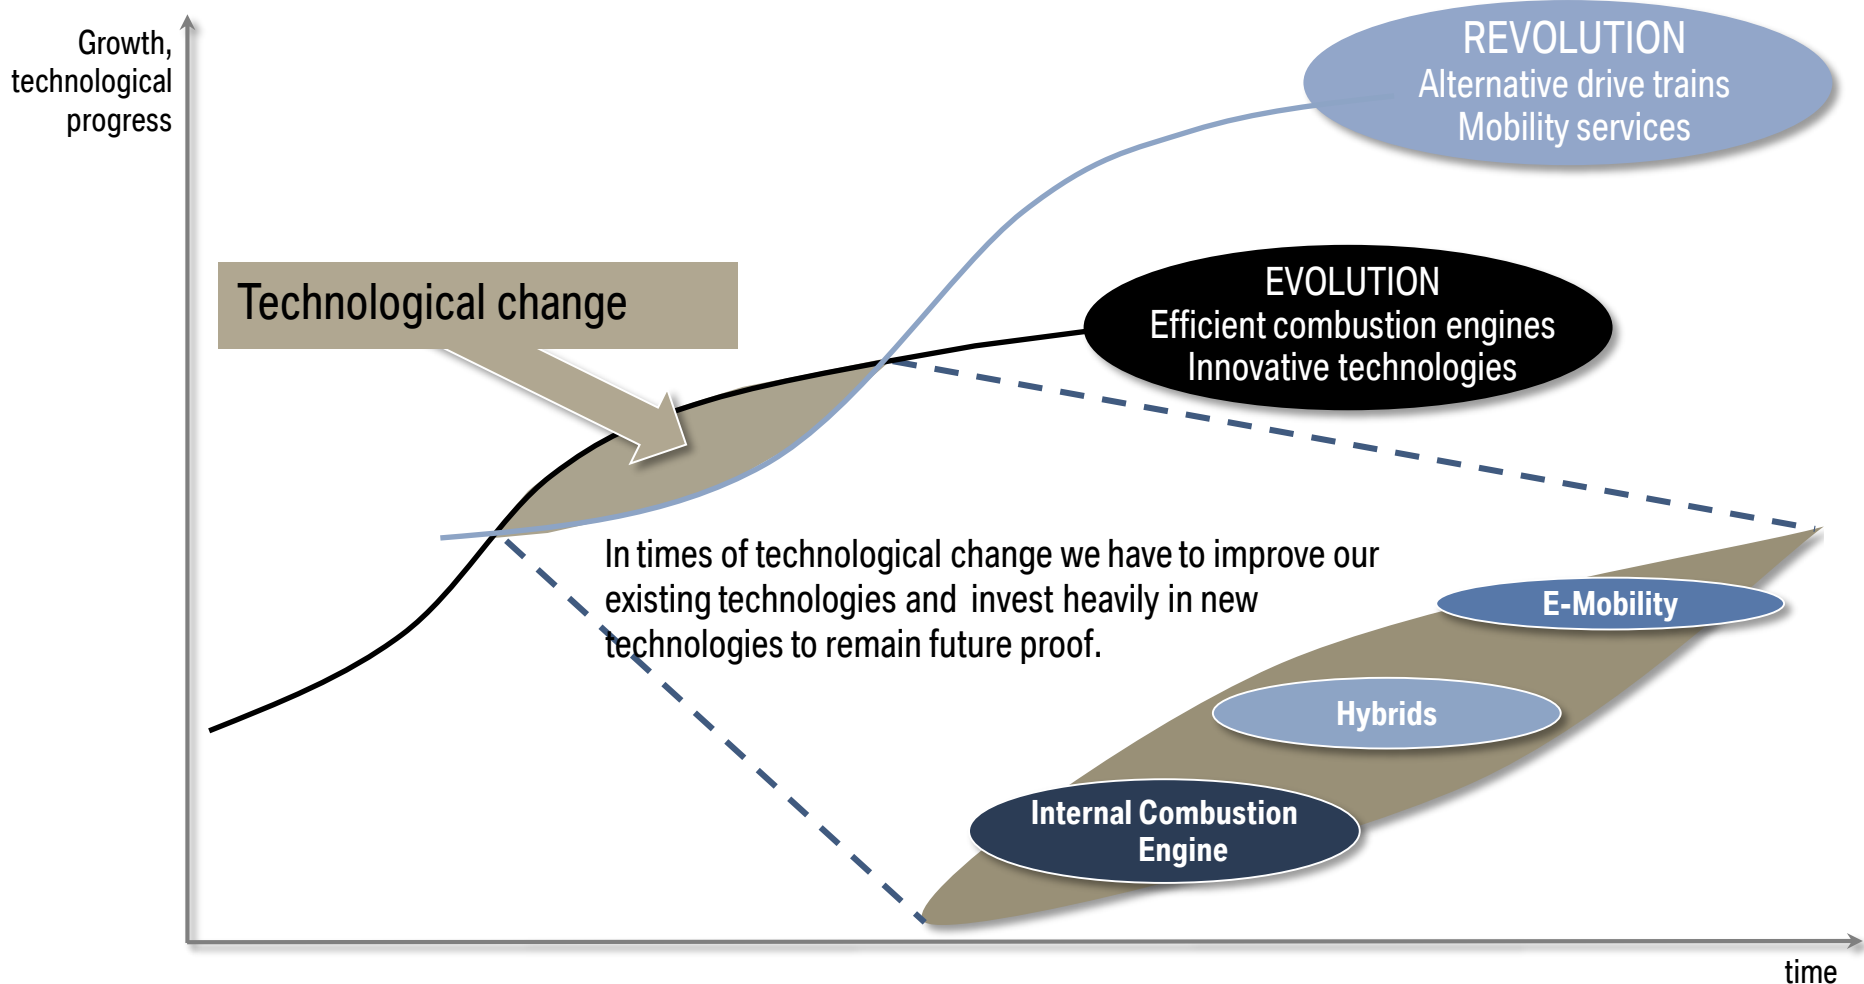 Growth,
technological
progress
REVOLUTION
Alternative drive trains
Mobility services
Technological change
EVOLUTION
Efficient combustion engines
Innovative technologies
In times of technological change we have to improve our
existing technologies and invest heavily in new
technologies to remain future proof.
E-Mobility
Hybrids
Internal Combustion
Engine
time